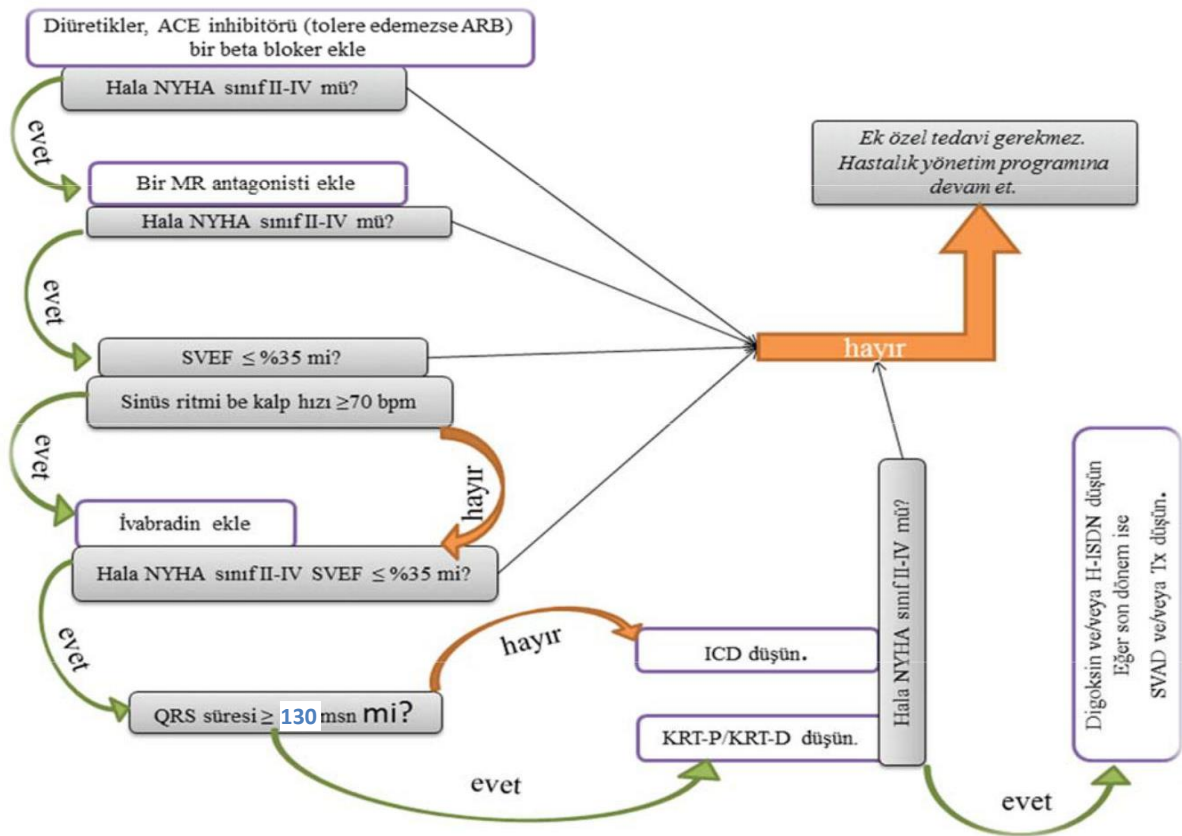 Diüretikler, ACE inhibitörü (tolere edemezse ARB)
bir beta bloker ekle
Hala NYHA sınıf II-IV mü?
evet
Bir MR antagonisti ekle
Hala NYHA sınıf II-IV mü?
evet
SVEF ≤ %35 mi?
Sinüs ritmi be kalp hızı ≥70 bpm
evet
hayır
İvabradin ekle
Hala NYHA sınıf II-IV SVEF ≤ %35 mi?
evet
QRS süresi ≥ 130 msn mi?
hayır
evet
ICD düşün.
KRT-P/KRT-D düşün.
Hala NYHA sınıf II-IV mü?
hayır
Ek özel tedavi gerekmez.
Hastalık yönetim programına
devam et.
evet
Digoksin ve/veya H-ISDN düşün
Eğer son dönem ise
SVAD ve/veya Tx düşün.